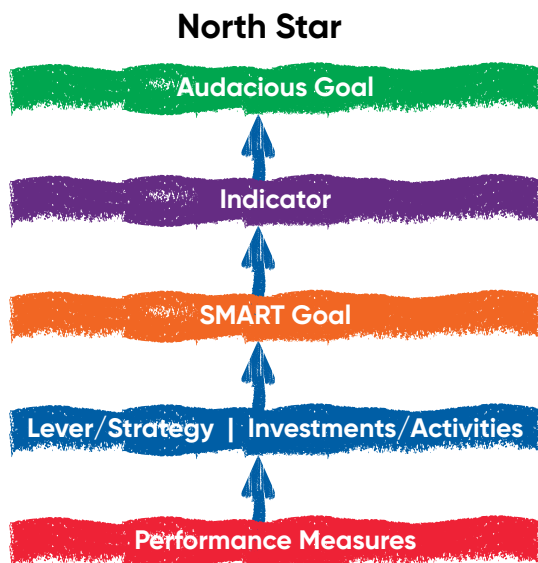 North Star
Audacious Goal
Indicator
SMART Goal
Lever/Strategy | Investments/Activities
Performance Measures